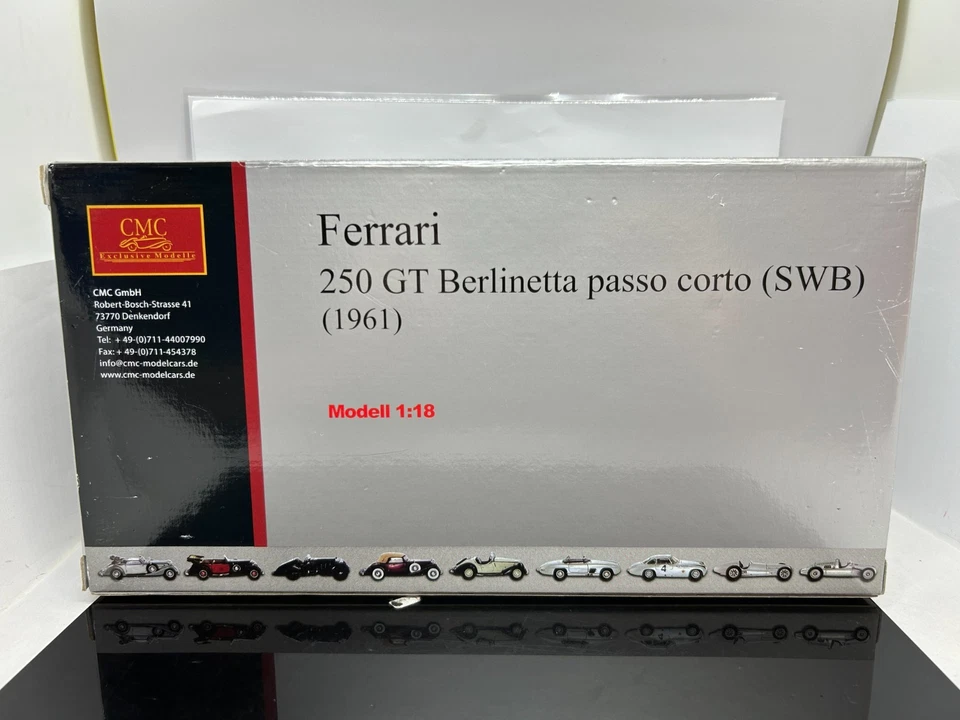 CMC
Exclusive Modelle
CMC GmbH
Robert-Bosch-Strasse 41
73770 Denkendorf
Germany
Tel: + 49-(0)711-44007990
Fax: + 49-(0)711-454378
info@cmc-modelcars.de
www.cmc-modelcars.de
Ferrari
250 GT Berlinetta passo corto (SWB)
(1961)
Modell 1:18
4